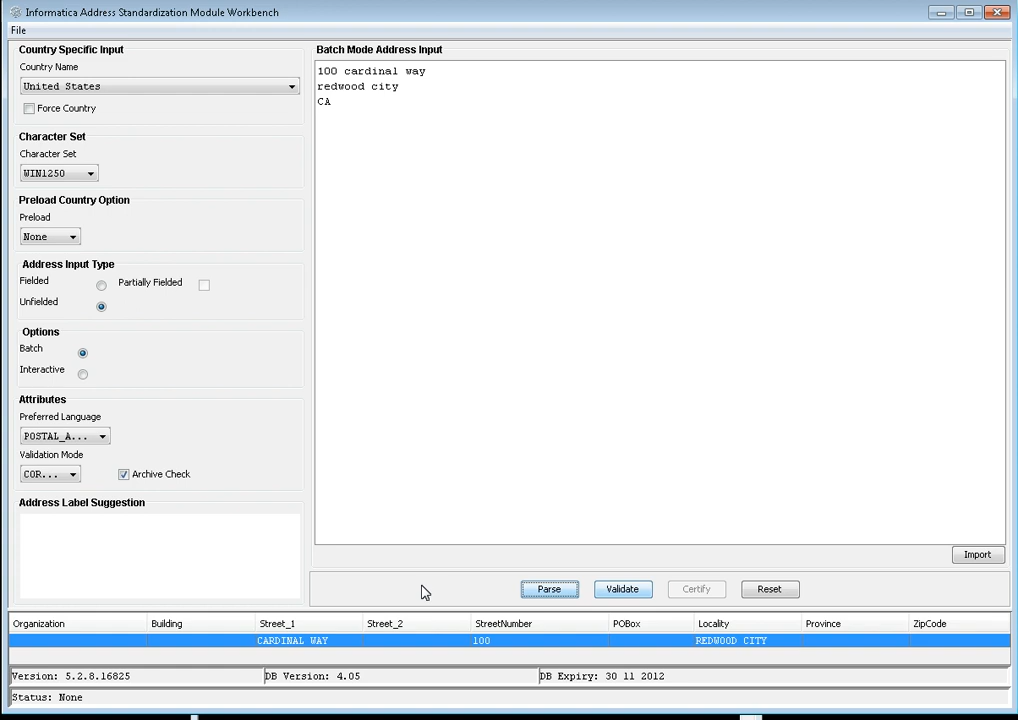 Informatica Address Standardization Module Workbench
File
Country Specific Input
Country Name
United States
Force Country
Character Set
Character Set
WIN1250
Preload Country Option
Preload
None
Address Input Type
Fielded
Partially Fielded
Unfielded
Options
Batch
Interactive
Attributes
Preferred Language
POSTAL_A...
Validation Mode
COR...
Archive Check
Address Label Suggestion
Batch Mode Address Input
100 cardinal way
redwood city
CA
Import
Parse Validate Certify Reset
Organization Building Street_1 Street_2 StreetNumber POBox Locality Province ZipCode
CARDINAL WAY 100 REDWOOD CITY
Version: 5.2.8.16825 DB Version: 4.05 DB Expiry: 30 11 2012
Status: None